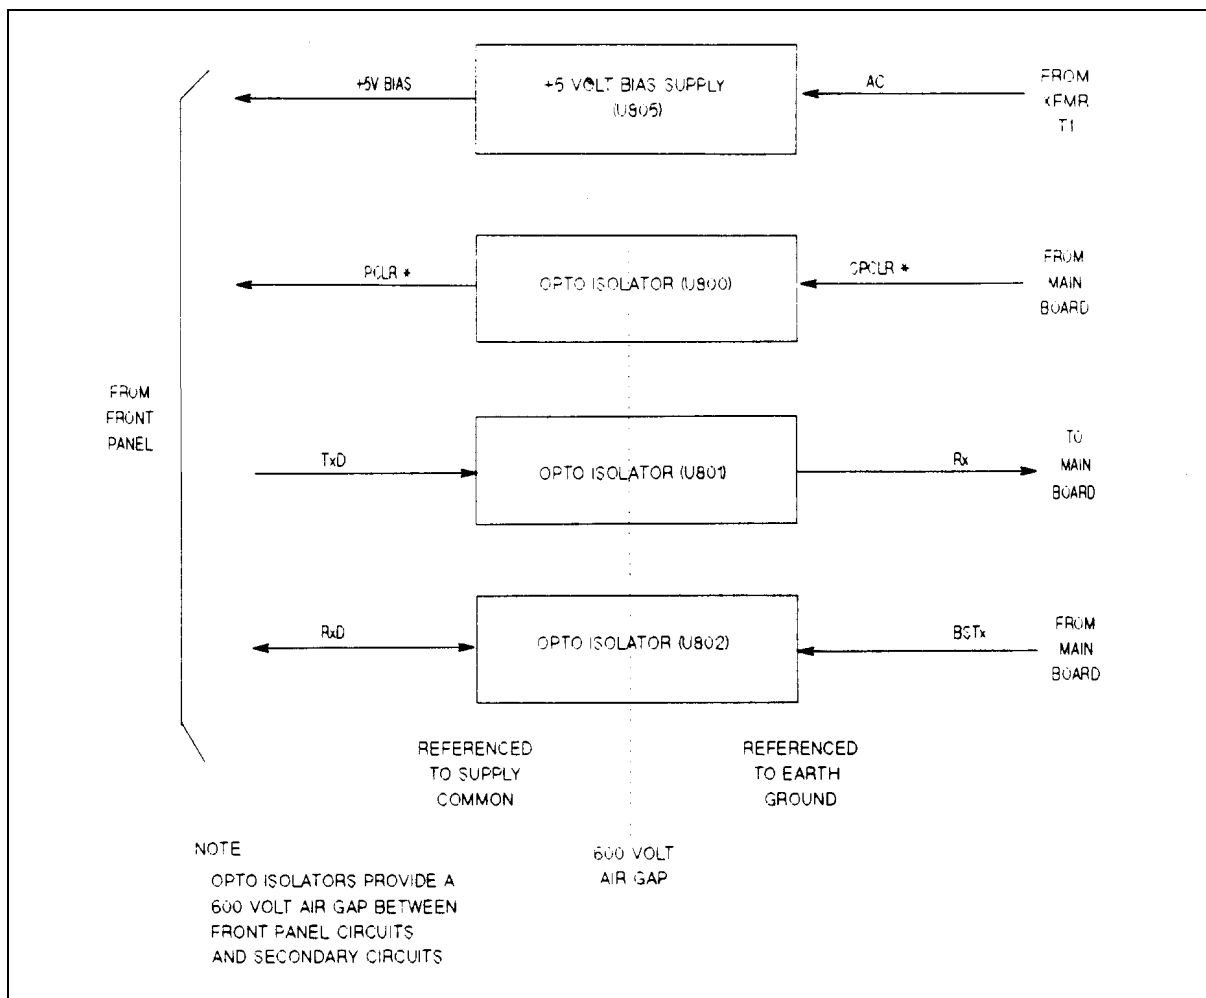 +5V BIAS
+5 VOLT BIAS SUPPLY
(U805)
AC
FROM
XFMR
T1
PCLR *
OPTO ISOLATOR (U800)
OPCLR *
FROM
MAIN
BOARD
FROM
FRONT
PANEL
TxD
OPTO ISOLATOR (U801)
Rx
TO
MAIN
BOARD
RxD
OPTO ISOLATOR (U802)
BSTx
FROM
MAIN
BOARD
REFERENCED
TO SUPPLY
COMMON
REFERENCED
TO EARTH
GROUND
NOTE
OPTO ISOLATORS PROVIDE A
600 VOLT AIR GAP BETWEEN
FRONT PANEL CIRCUITS
AND SECONDARY CIRCUITS
600 VOLT
AIR GAP